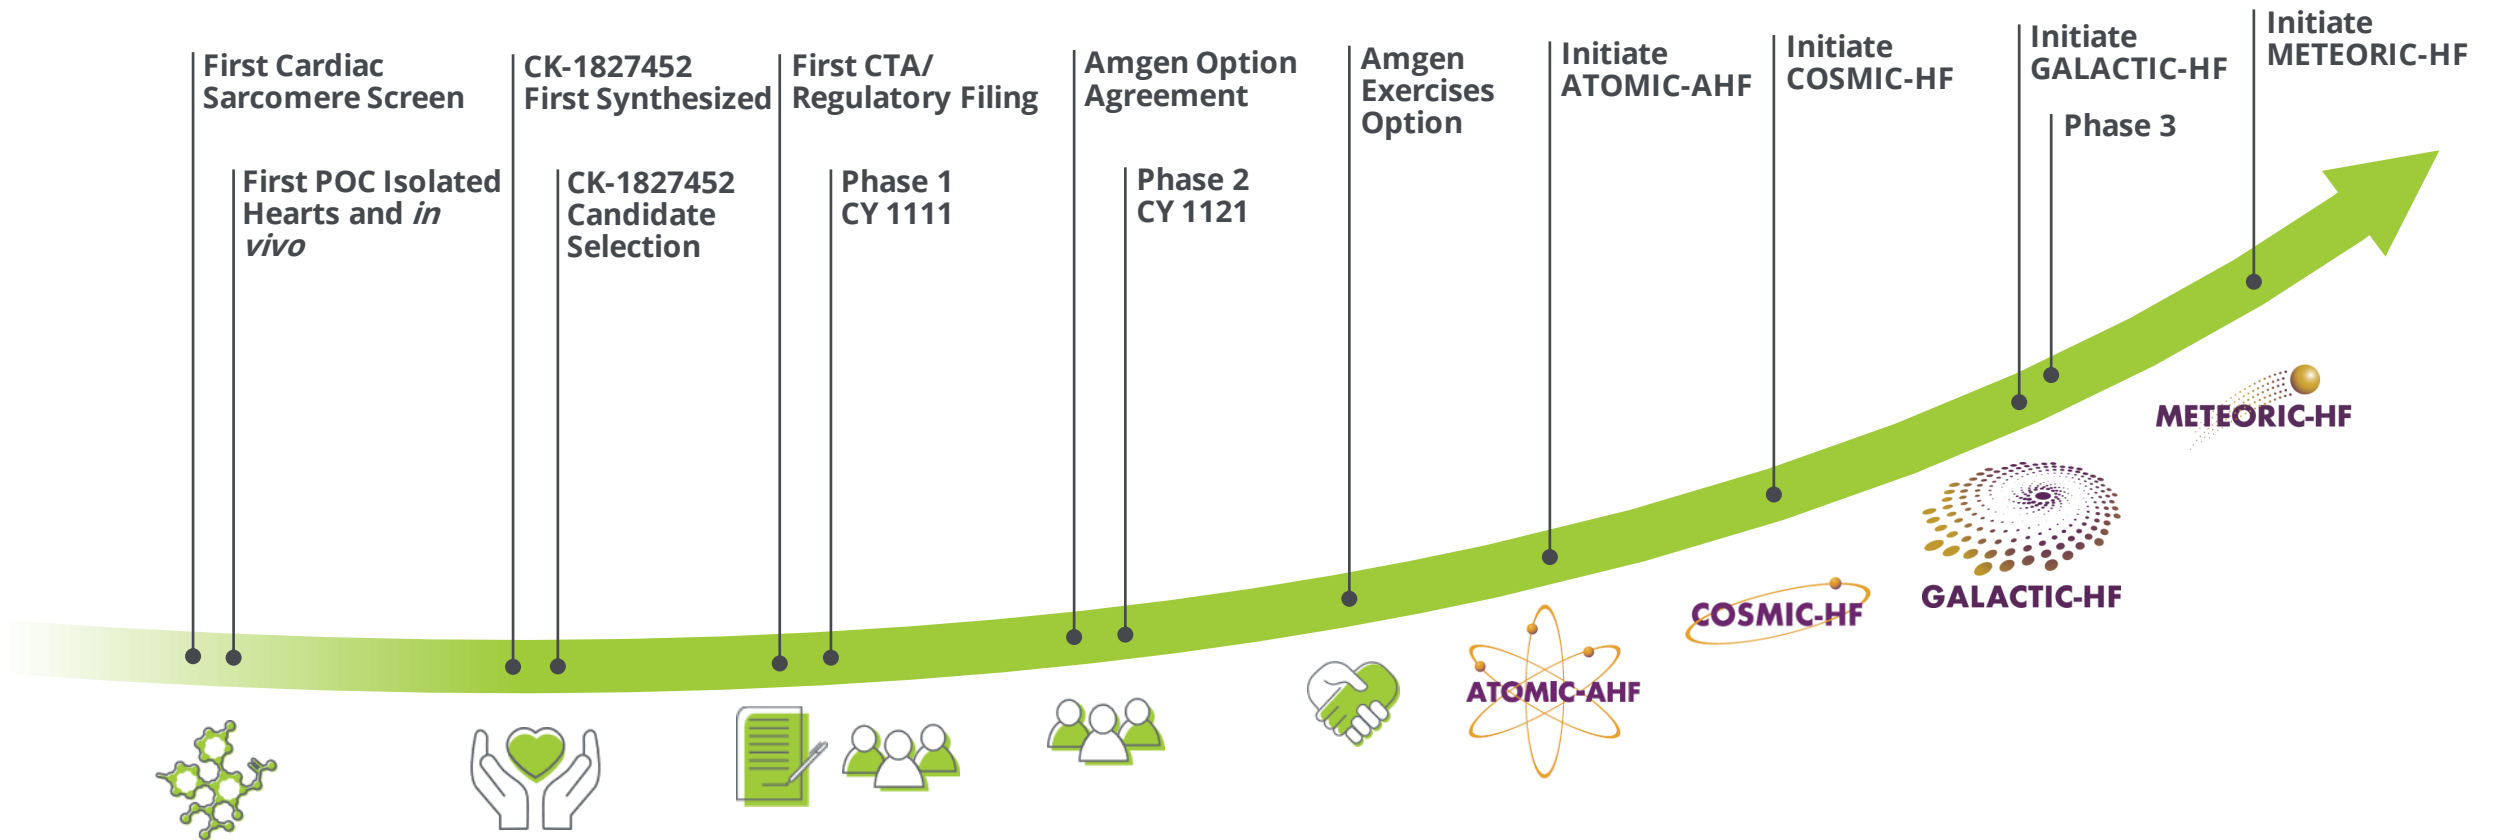 First Cardiac
Sarcomere Screen
First POC Isolated
Hearts and in
vivo
CK-1827452
First Synthesized
CK-1827452
Candidate
Selection
First CTA/
Regulatory Filing
Phase 1
CY 1111
Amgen Option
Agreement
Phase 2
CY 1121
Amgen
Exercises
Option
Initiate
ATOMIC-AHF
Initiate
COSMIC-HF
Initiate
GALACTIC-HF
Phase 3
Initiate
METEORIC-HF
METEORIC-HF
GALACTIC-HF
COSMIC-HF
ATOMIC-AHF